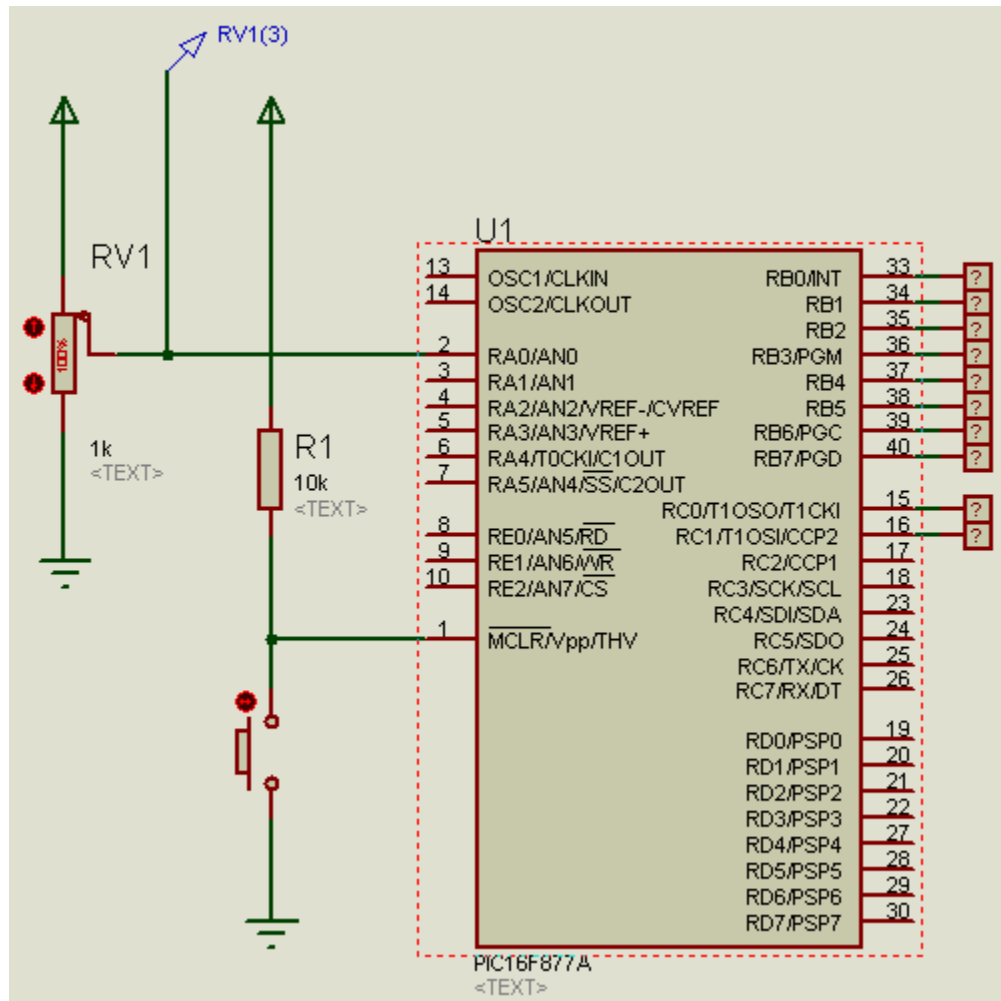 RV1(3)
RV1
100%
1k
<TEXT>
R1
10k
<TEXT>
U1
13 OSC1/CLKIN
14 OSC2/CLKOUT
2 RA0/AN0
3 RA1/AN1
4 RA2/AN2/VREF-/CVREF
5 RA3/AN3/VREF+
6 RA4/T0CKI/C1OUT
7 RA5/AN4/SS/C2OUT
8 RE0/AN5/RD
9 RE1/AN6/WR
10 RE2/AN7/CS
1 MCLR/Vpp/THV
RB0/INT 33 ?
RB1 34 ?
RB2 35 ?
RB3/PGM 36 ?
RB4 37 ?
RB5 38 ?
RB6/PGC 39 ?
RB7/PGD 40 ?
RC0/T1OSO/T1CKI 15 ?
RC1/T1OSI/CCP2 16 ?
RC2/CCP1 17
RC3/SCK/SCL 18
RC4/SDI/SDA 23
RC5/SDO 24
RC6/TX/CK 25
RC7/RX/DT 26
RD0/PSP0 19
RD1/PSP1 20
RD2/PSP2 21
RD3/PSP3 22
RD4/PSP4 27
RD5/PSP5 28
RD6/PSP6 29
RD7/PSP7 30
PIC16F877A
<TEXT>